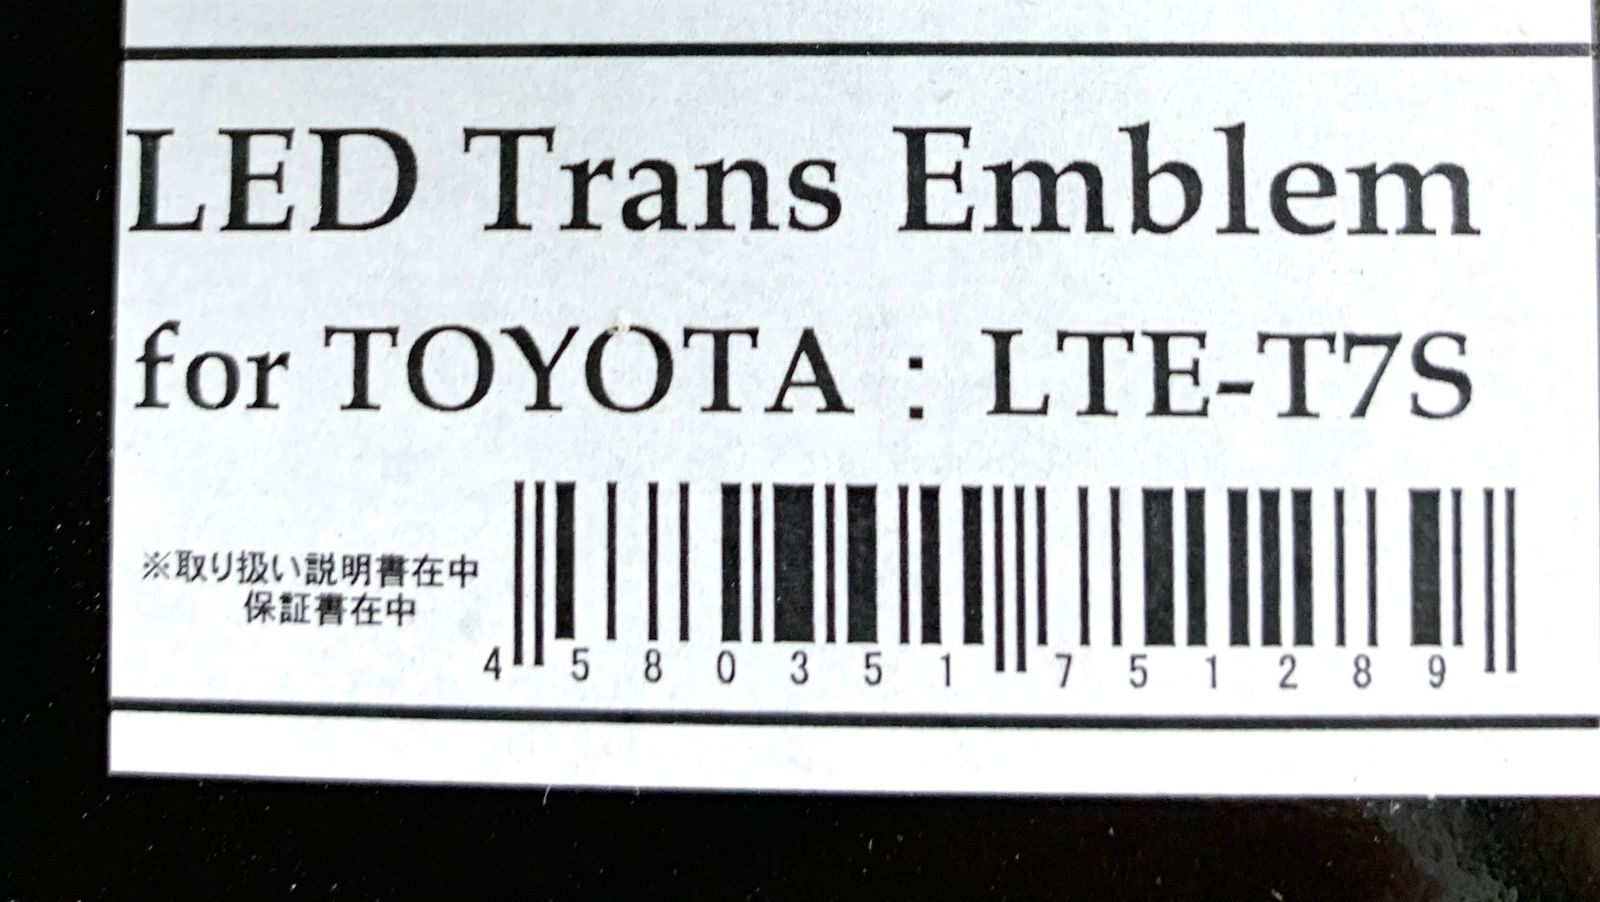 LED Trans Emblem
for TOYOTA : LTE-T7S
※取り扱い説明書在中
保証書在中
4 580351 751289